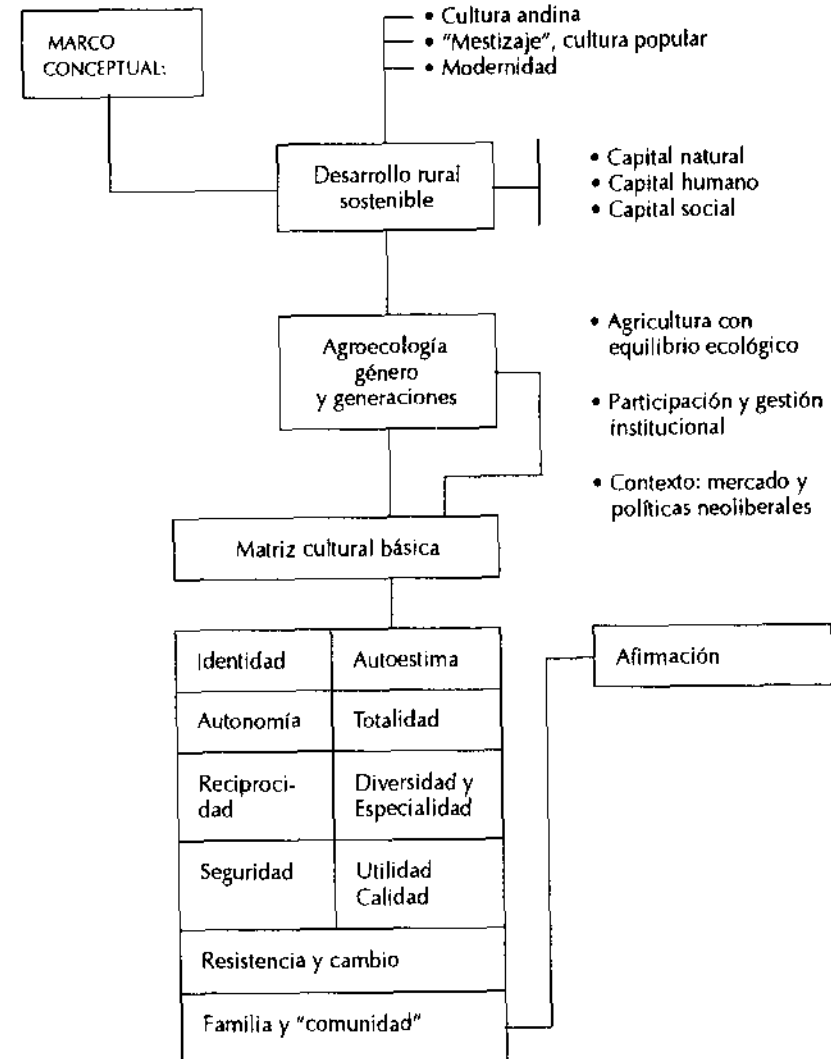 MARCO
CONCEPTUAL:
• Cultura andina
• "Mestizaje", cultura popular
• Modernidad
Desarrollo rural
sostenible
• Capital natural
• Capital humano
• Capital social
Agroecología
género
y generaciones
• Agricultura con
equilibrio ecológico
• Participación y gestión
institucional
• Contexto: mercado y
políticas neoliberales
Matriz cultural básica
Identidad
Autoestima
Afirmación
Autonomía
Totalidad
Reciproci-
dad
Diversidad y
Especialidad
Seguridad
Utilidad
Calidad
Resistencia y cambio
Familia y "comunidad"